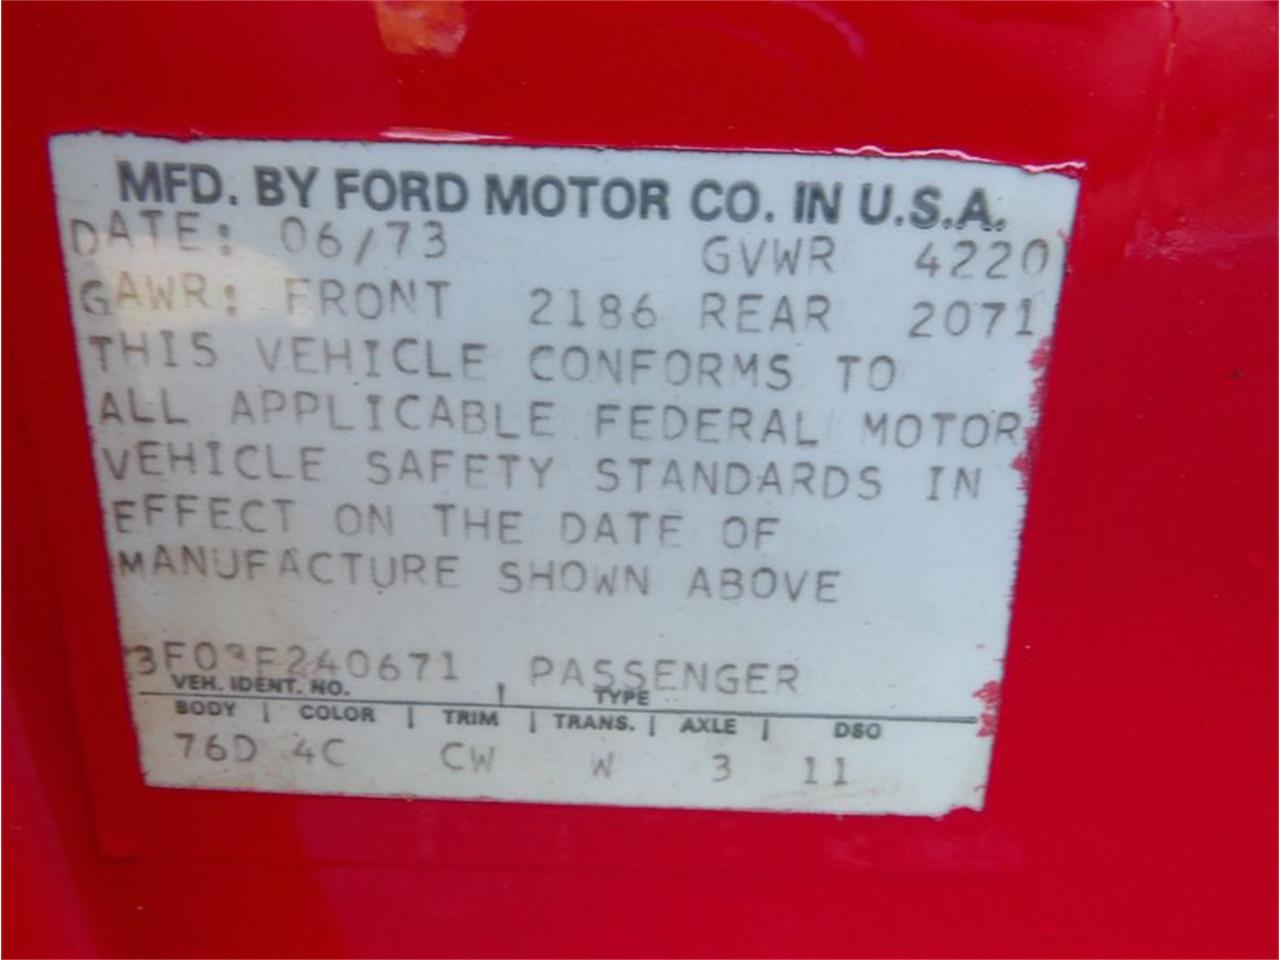 MFD. BY FORD MOTOR CO. IN U.S.A.
DATE: 06/73 GVWR 4220
GAWR: FRONT 2186 REAR 2071
THIS VEHICLE CONFORMS TO
ALL APPLICABLE FEDERAL MOTOR
VEHICLE SAFETY STANDARDS IN
EFFECT ON THE DATE OF
MANUFACTURE SHOWN ABOVE
3F03F240671 PASSENGER
VEH. IDENT. NO. TYPE
BODY | COLOR | TRIM | TRANS. | AXLE | DSO
76D 4C CW W 3 11